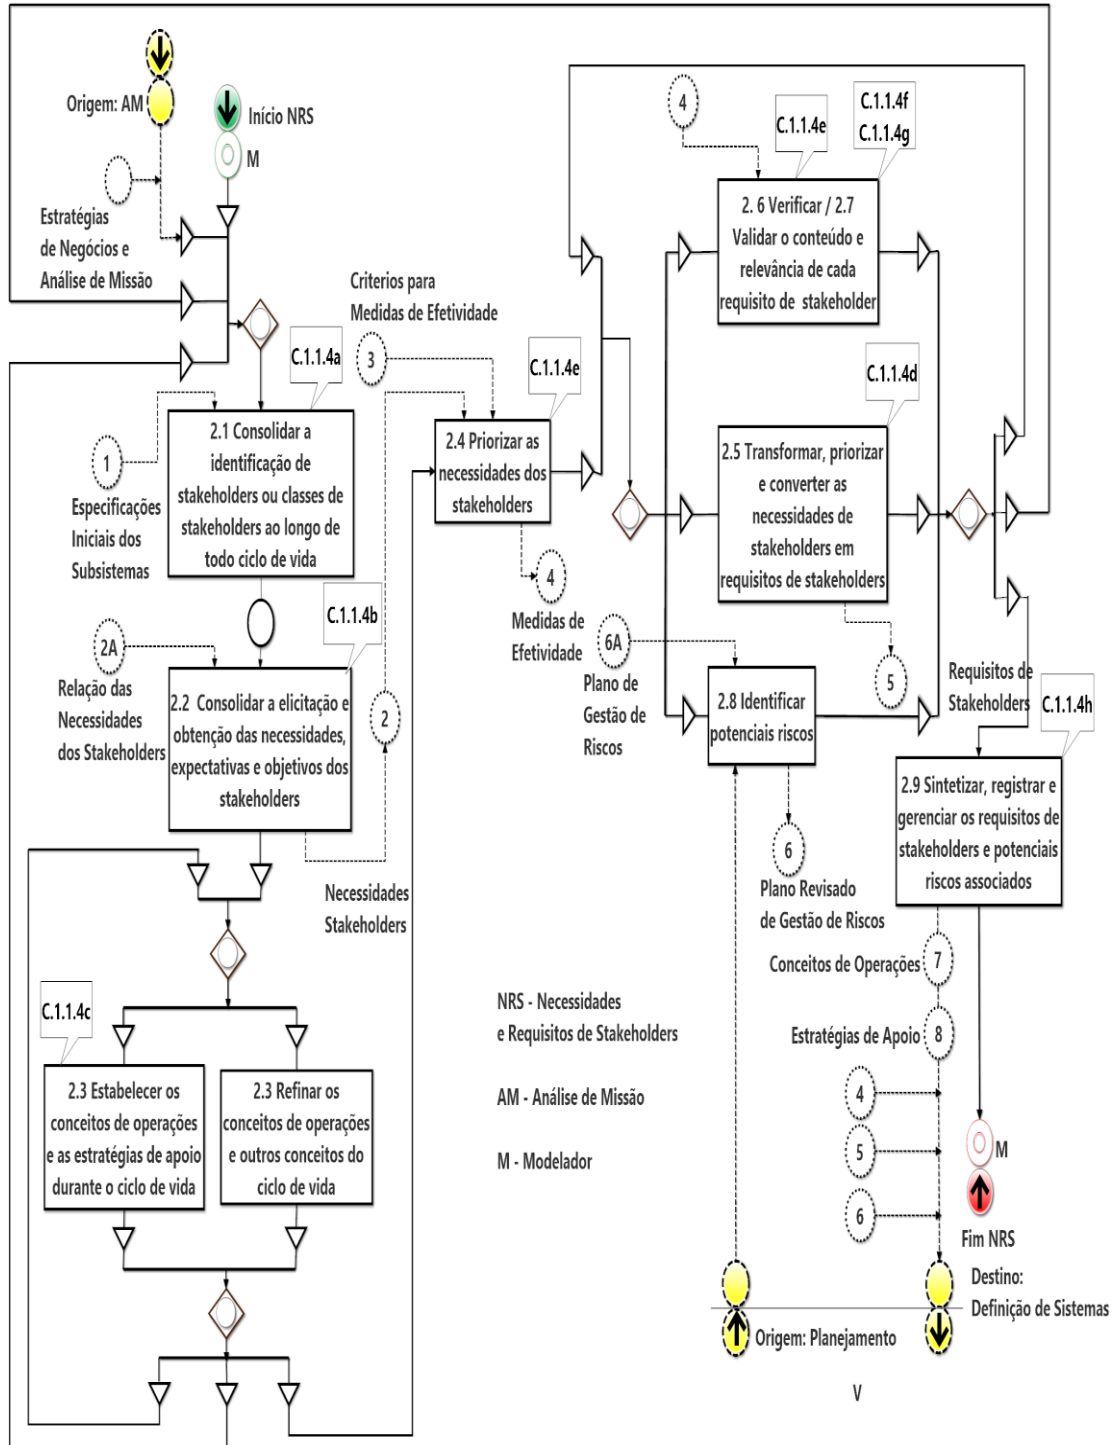 Origem: AM
Início NRS
M
Estratégias
de Negócios e
Análise de Missão
C.1.1.4a
1
Especificações
Iniciais dos
Subsistemas
2.1 Consolidar a
identificação de
stakeholders ou classes de
stakeholders ao longo de
todo ciclo de vida
C.1.1.4b
2A
Relação das
Necessidades
dos Stakeholders
2.2 Consolidar a elicitação e
obtenção das necessidades,
expectativas e objetivos dos
stakeholders
2
Necessidades
Stakeholders
C.1.1.4c
2.3 Estabelecer os
conceitos de operações
e as estratégias de apoio
durante o ciclo de vida
2.3 Refinar os
conceitos de operações
e outros conceitos do
ciclo de vida
Criterios para
Medidas de Efetividade
3
C.1.1.4e
2.4 Priorizar as
necessidades dos
stakeholders
4
Medidas de
Efetividade
4
C.1.1.4e
C.1.1.4f
C.1.1.4g
2. 6 Verificar / 2.7
Validar o conteúdo e
relevância de cada
requisito de stakeholder
C.1.1.4d
2.5 Transformar, priorizar
e converter as
necessidades de
stakeholders em
requisitos de stakeholders
5
Requisitos de
Stakeholders
6A
Plano de
Gestão de
Riscos
2.8 Identificar
potenciais riscos
6
Plano Revisado
de Gestão de Riscos
C.1.1.4h
2.9 Sintetizar, registrar e
gerenciar os requisitos de
stakeholders e potenciais
riscos associados
Conceitos de Operações
7
Estratégias de Apoio
8
4
5
6
M
Fim NRS
NRS - Necessidades
e Requisitos de Stakeholders
AM - Análise de Missão
M - Modelador
Destino:
Definição de Sistemas
Origem: Planejamento
V